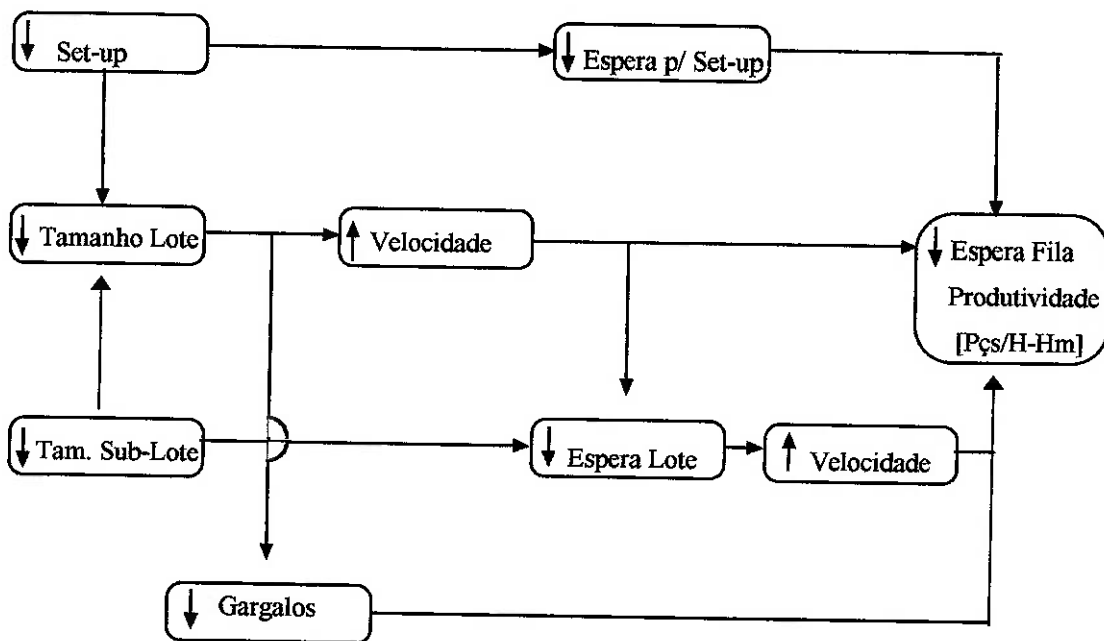 ↓ Set-up
↓ Espera p/ Set-up
↓ Tamanho Lote
↑ Velocidade
↓ Espera Fila
Produtividade
[Pçs/H-Hm]
↓ Tam. Sub-Lote
↓ Espera Lote
↑ Velocidade
↓ Gargalos